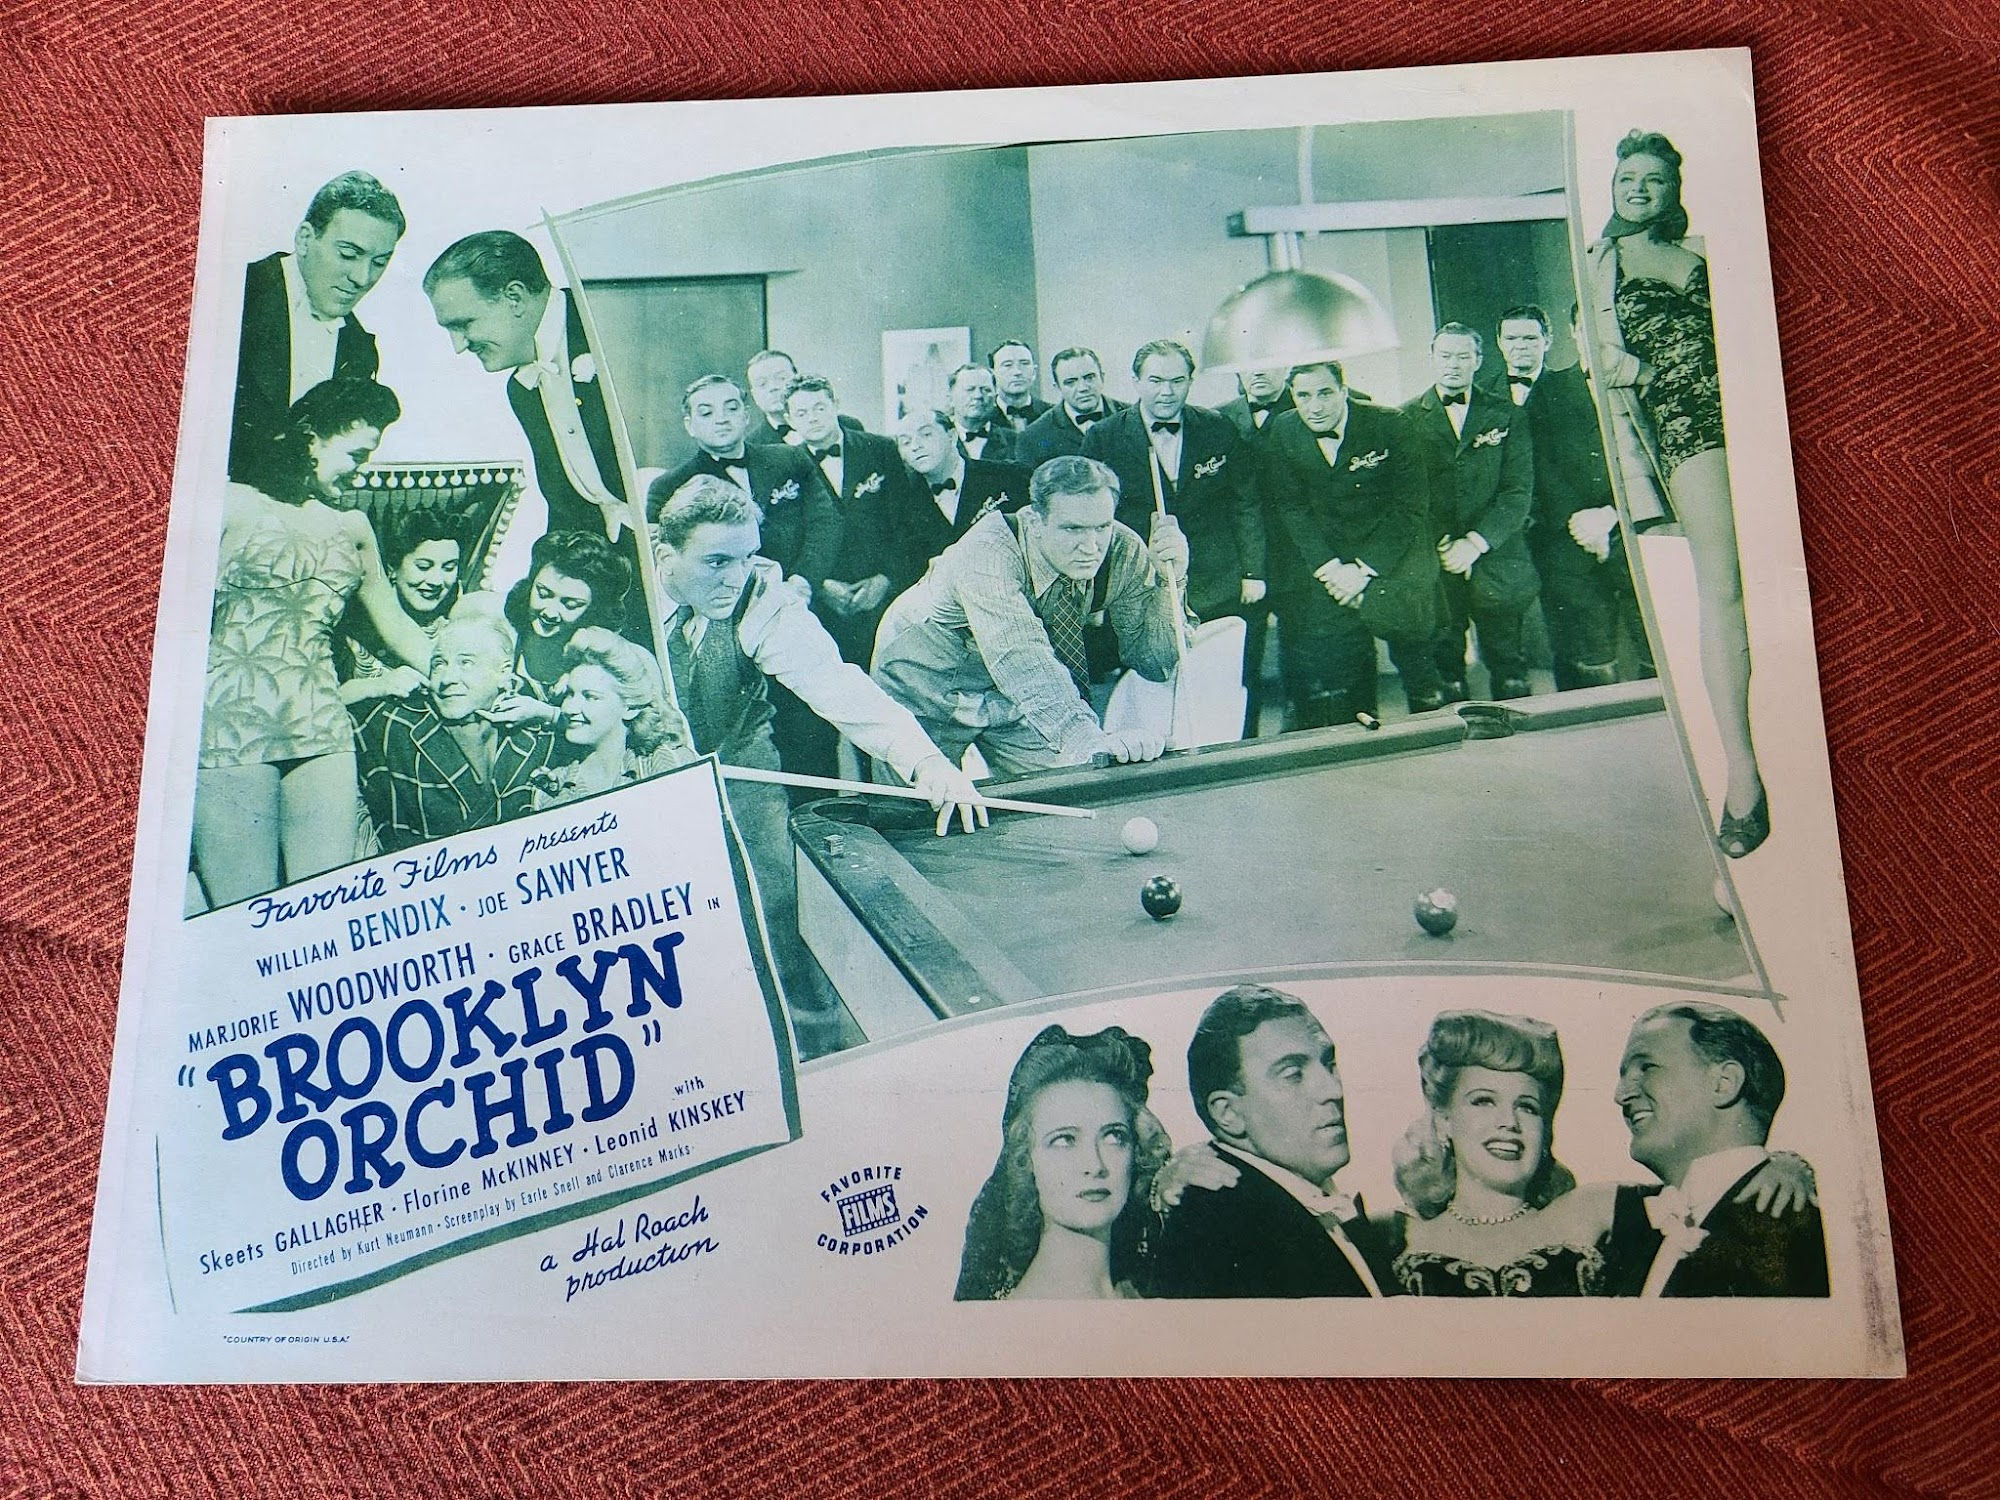 Favorite Films presents
WILLIAM BENDIX · JOE SAWYER
MARJORIE WOODWORTH · GRACE BRADLEY IN
"BROOKLYN
ORCHID"
with
Skeets GALLAGHER · Florine McKINNEY · Leonid KINSKEY
Directed by Kurt Neumann · Screenplay by Earle Snell and Clarence Marks
a Hal Roach
production
FAVORITE
FILMS
CORPORATION
"COUNTRY OF ORIGIN U.S.A."